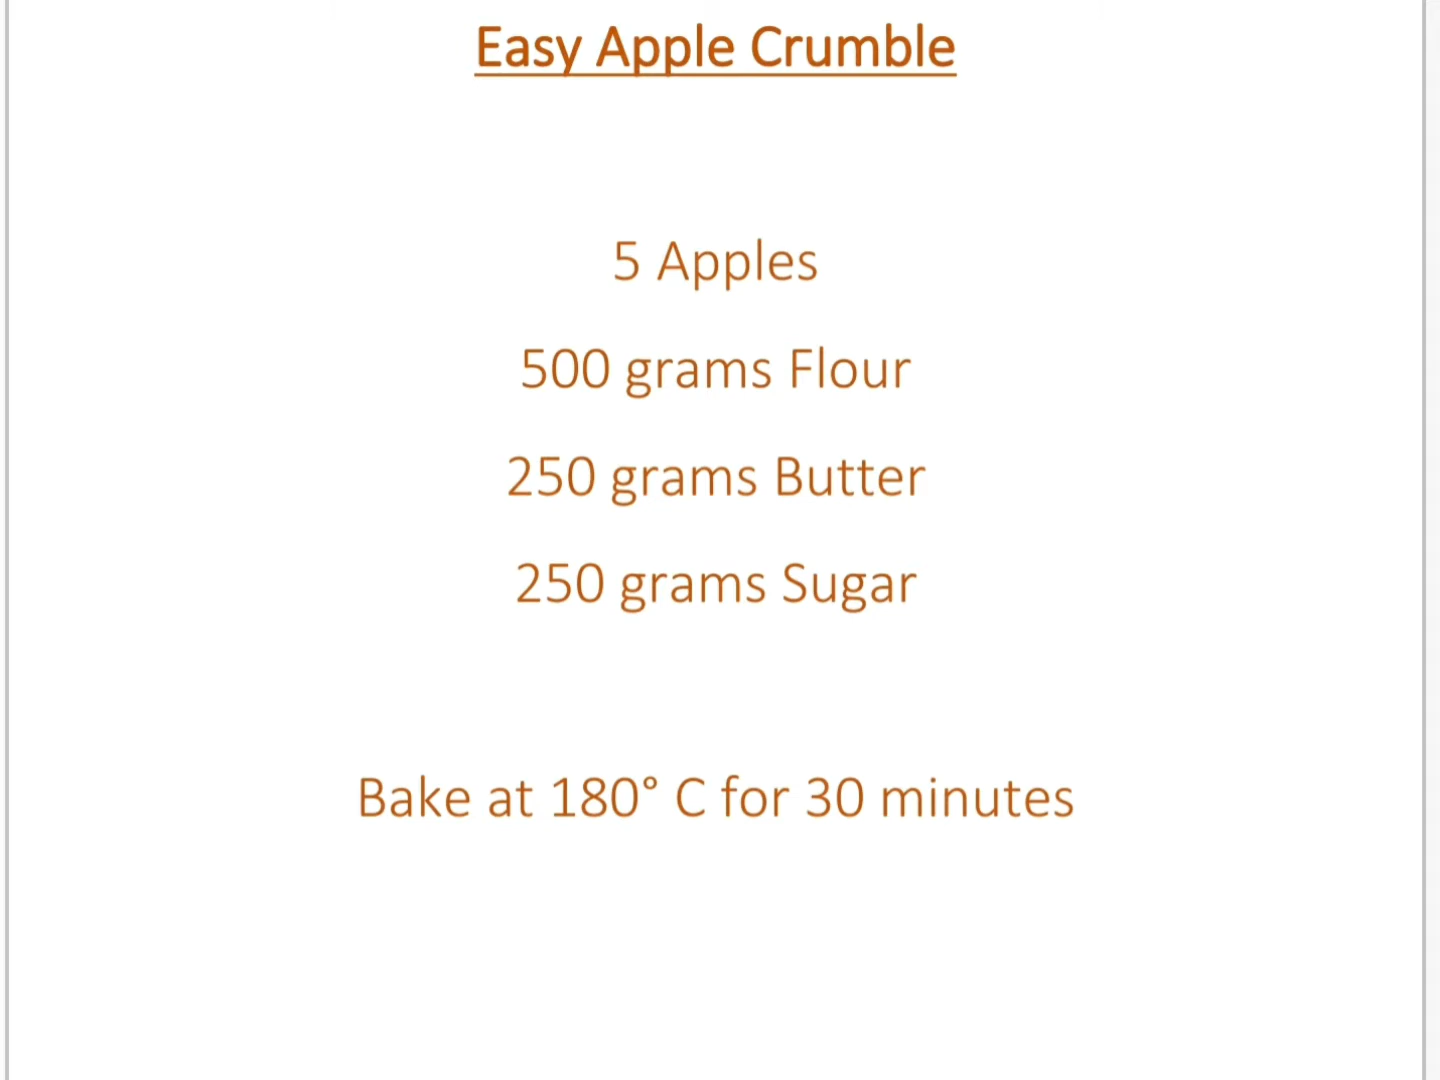 Easy Apple Crumble
5 Apples
500 grams Flour
250 grams Butter
250 grams Sugar
Bake at 180° C for 30 minutes